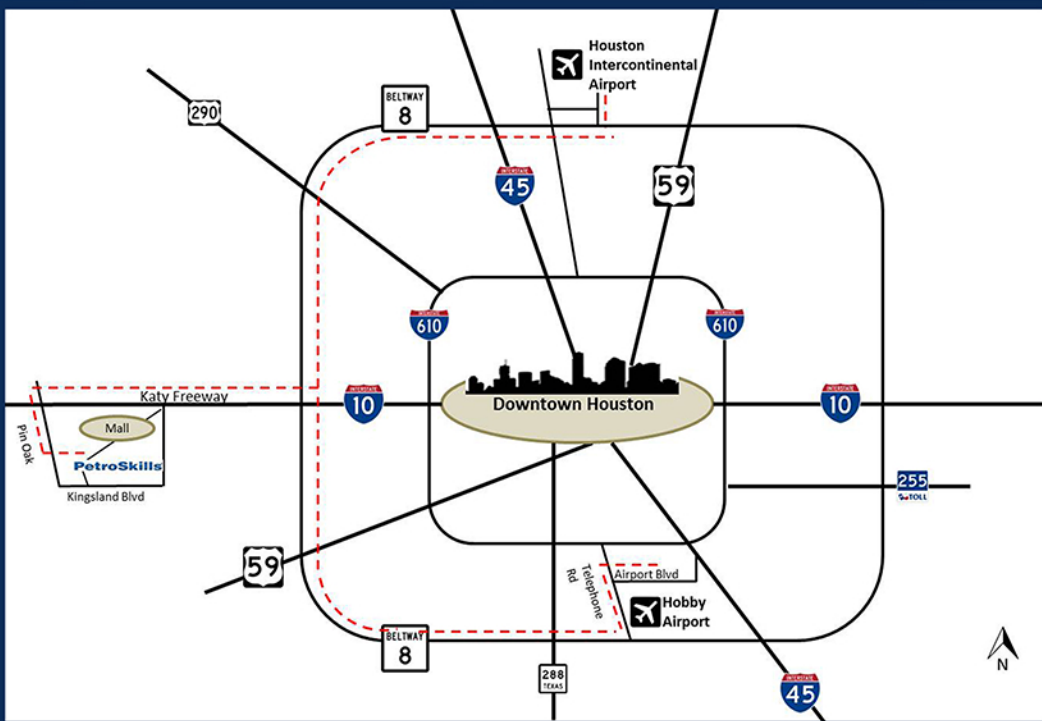 Houston
Intercontinental
Airport
BELTWAY
8
290
INTERSTATE
45
59
INTERSTATE
610
INTERSTATE
610
Katy Freeway
INTERSTATE
10
Downtown Houston
INTERSTATE
10
Mall
Pin Oak
PetroSkills
Kingsland Blvd
255
TOLL
59
Telephone
Rd
Airport Blvd
Hobby
Airport
BELTWAY
8
288
TEXAS
INTERSTATE
45
N